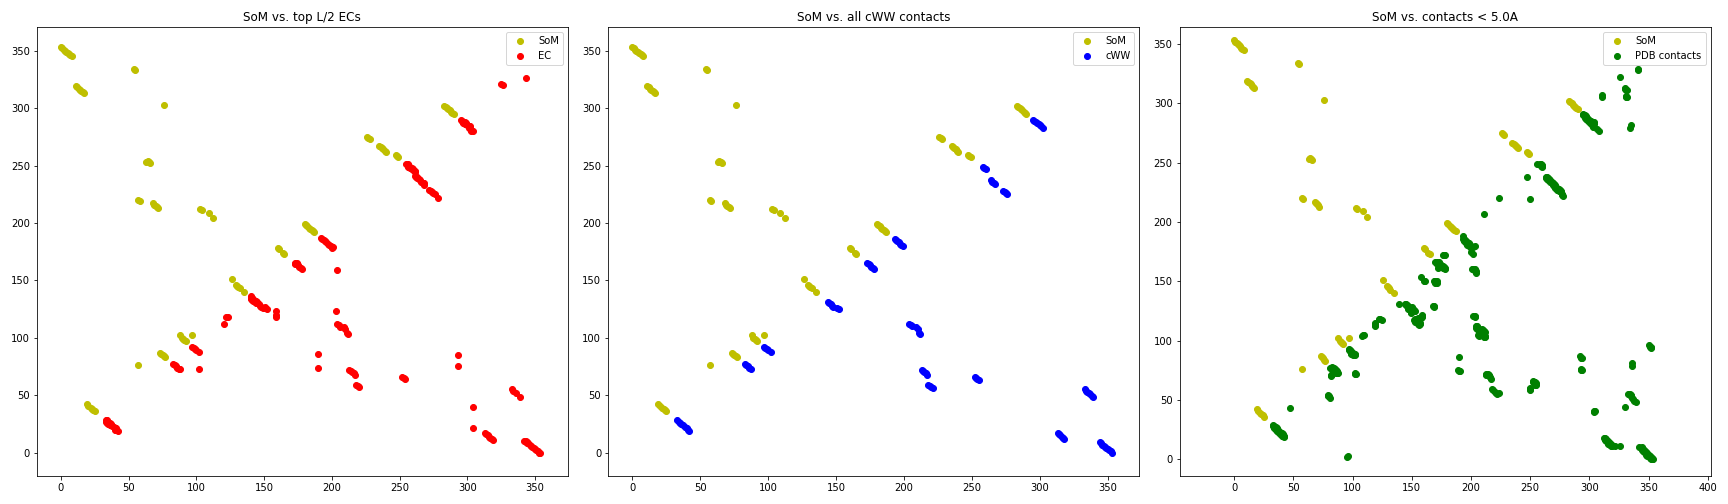 SoM vs. top L/2 ECs
SoM
EC
350
300
250
200
150
100
50
0
0 50 100 150 200 250 300 350
SoM vs. all cWW contacts
SoM
cWW
350
300
250
200
150
100
50
0
0 50 100 150 200 250 300 350
SoM vs. contacts < 5.0A
SoM
PDB contacts
350
300
250
200
150
100
50
0
0 50 100 150 200 250 300 350 400